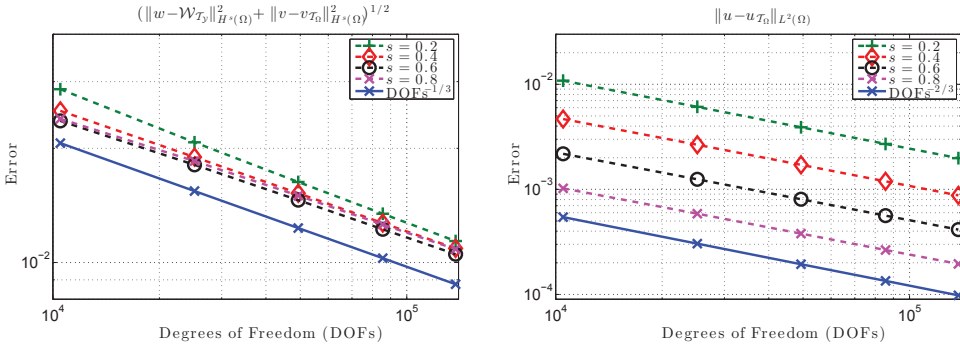 (‖w−𝒲_{𝒯_𝒴}‖²_{ℍˢ(Ω)} + ‖v−v_{𝒯_Ω}‖²_{ℍˢ(Ω)})^{1/2}
s = 0.2
s = 0.4
s = 0.6
s = 0.8
DOFs^{-1/3}
Error
10^{-2}
10^4
10^5
Degrees of Freedom (DOFs)
‖u−u_{𝒯_Ω}‖_{L²(Ω)}
s = 0.2
s = 0.4
s = 0.6
s = 0.8
DOFs^{-2/3}
Error
10^{-2}
10^{-3}
10^{-4}
10^4
10^5
Degrees of Freedom (DOFs)